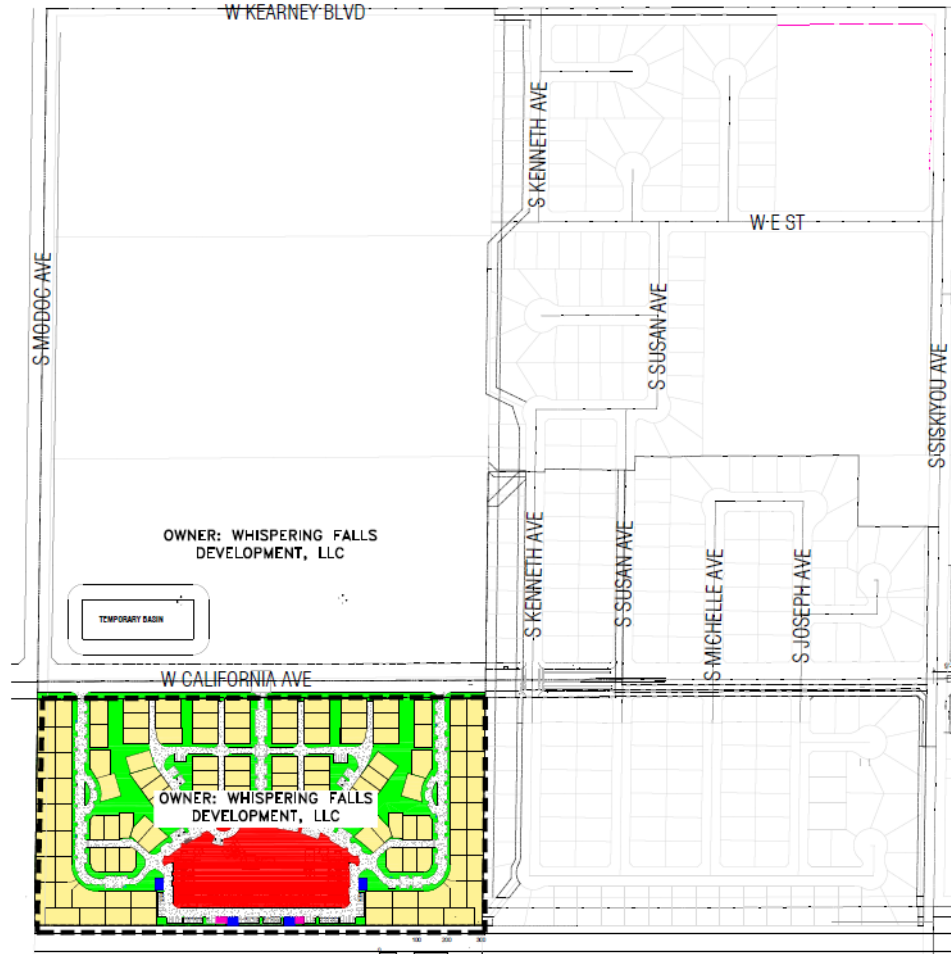 W KEARNEY BLVD
S KENNETH AVE
W E ST
S MODOC AVE
S SUSAN AVE
S SISKIYOU AVE
OWNER: WHISPERING FALLS
DEVELOPMENT, LLC
S KENNETH AVE
S SUSAN AVE
S MICHELLE AVE
S JOSEPH AVE
TEMPORARY BASIN
W CALIFORNIA AVE
OWNER: WHISPERING FALLS
DEVELOPMENT, LLC
100 200 300
0